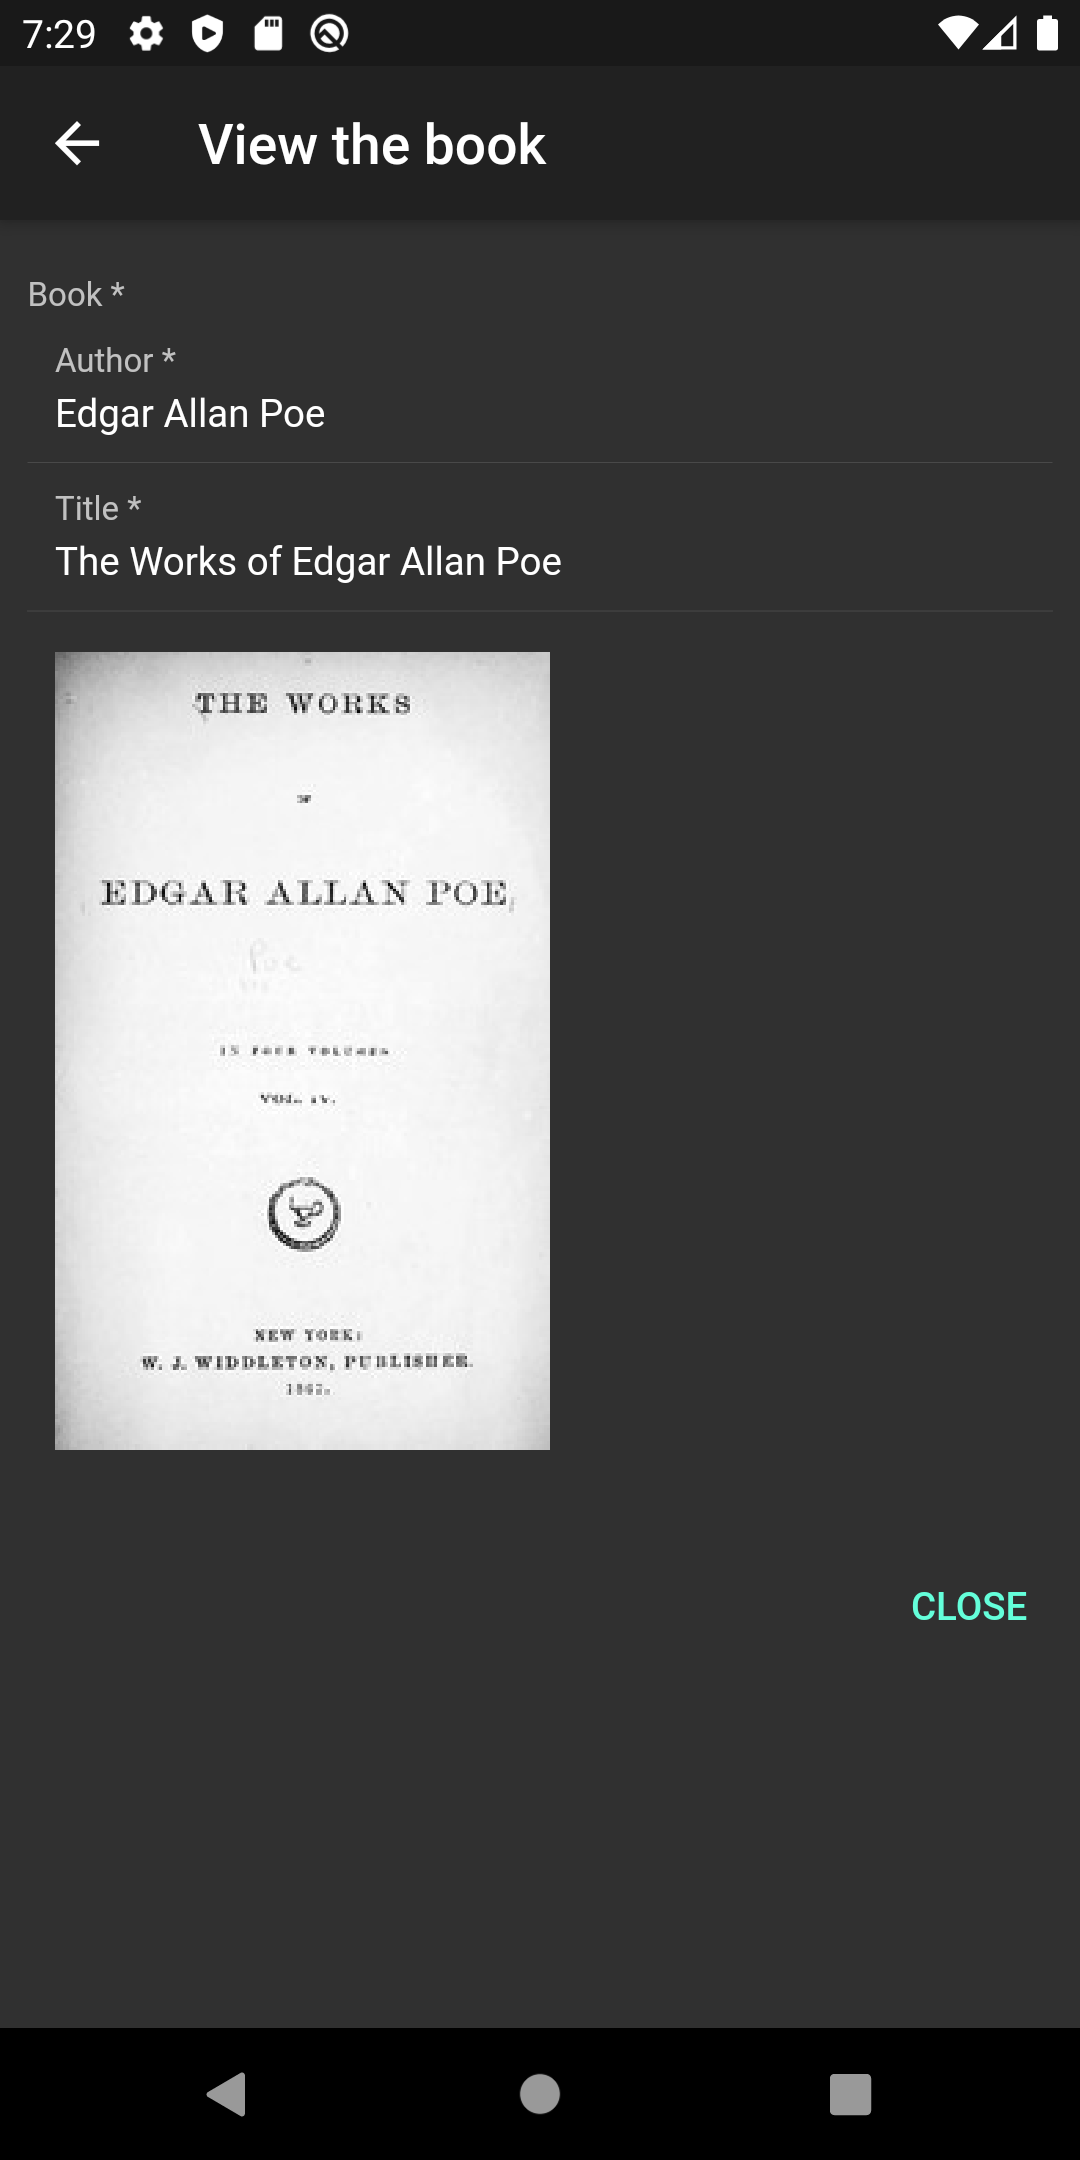 7:29
View the book
Book *
Author *
Edgar Allan Poe
Title *
The Works of Edgar Allan Poe
THE WORKS
OF
EDGAR ALLAN POE,
Poe
IN FOUR VOLUMES
VOL. IV.
NEW YORK:
W. J. WIDDLETON, PUBLISHER.
CLOSE